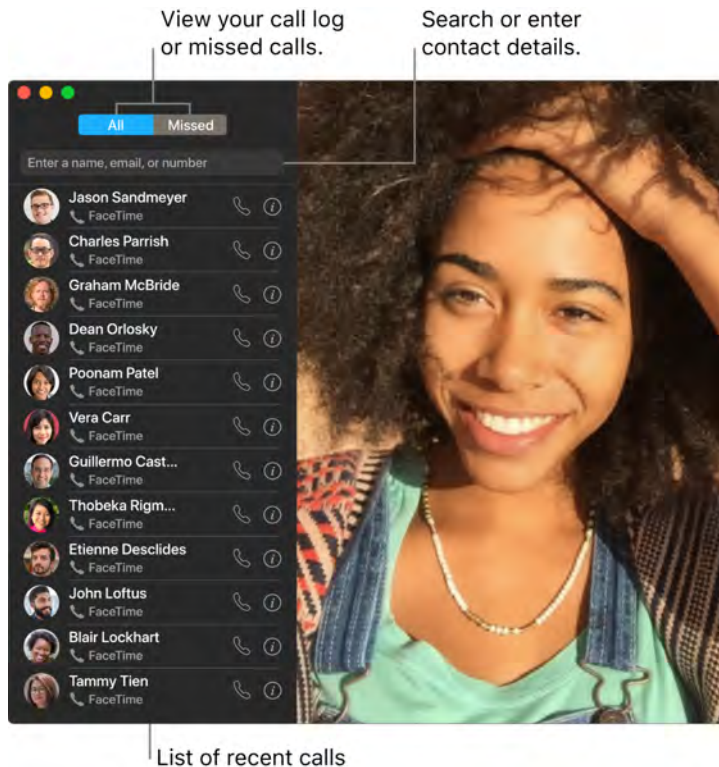 View your call log
or missed calls.
Search or enter
contact details.
All
Missed
Enter a name, email, or number
Jason Sandmeyer
FaceTime
Charles Parrish
FaceTime
Graham McBride
FaceTime
Dean Orlosky
FaceTime
Poonam Patel
FaceTime
Vera Carr
FaceTime
Guillermo Cast...
FaceTime
Thobeka Rigm...
FaceTime
Etienne Desclides
FaceTime
John Loftus
FaceTime
Blair Lockhart
FaceTime
Tammy Tien
FaceTime
List of recent calls